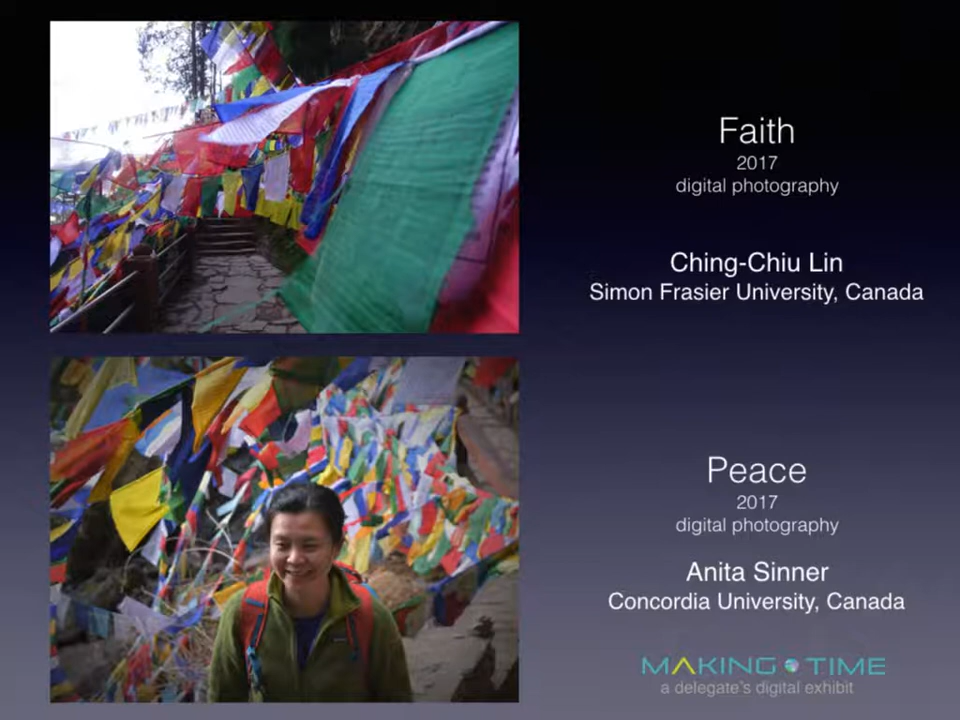 Faith
2017
digital photography
Ching-Chiu Lin
Simon Frasier University, Canada
Peace
2017
digital photography
Anita Sinner
Concordia University, Canada
MAKING TIME
a delegate's digital exhibit